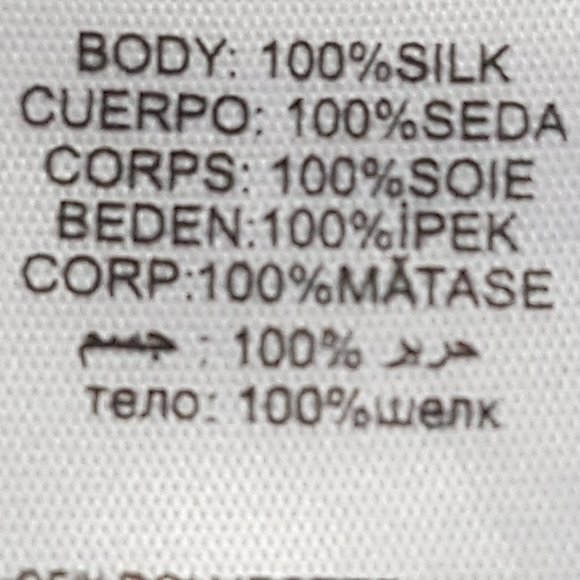 BODY: 100%SILK
CUERPO: 100%SEDA
CORPS: 100%SOIE
BEDEN:100%İPEK
CORP:100%MĂTASE
جسم : 100% حرير
тело: 100%шелк